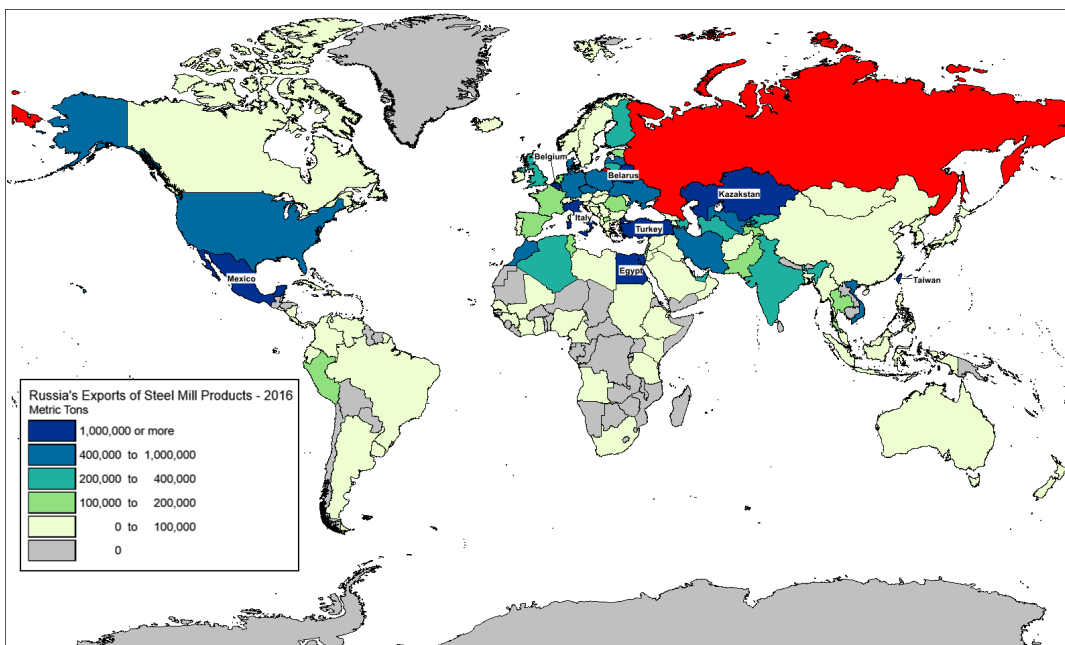 Belgium
Belarus
Kazakstan
Italy
Turkey
Mexico
Egypt
Taiwan
Russia's Exports of Steel Mill Products - 2016
Metric Tons
1,000,000 or more
400,000 to 1,000,000
200,000 to 400,000
100,000 to 200,000
0 to 100,000
0